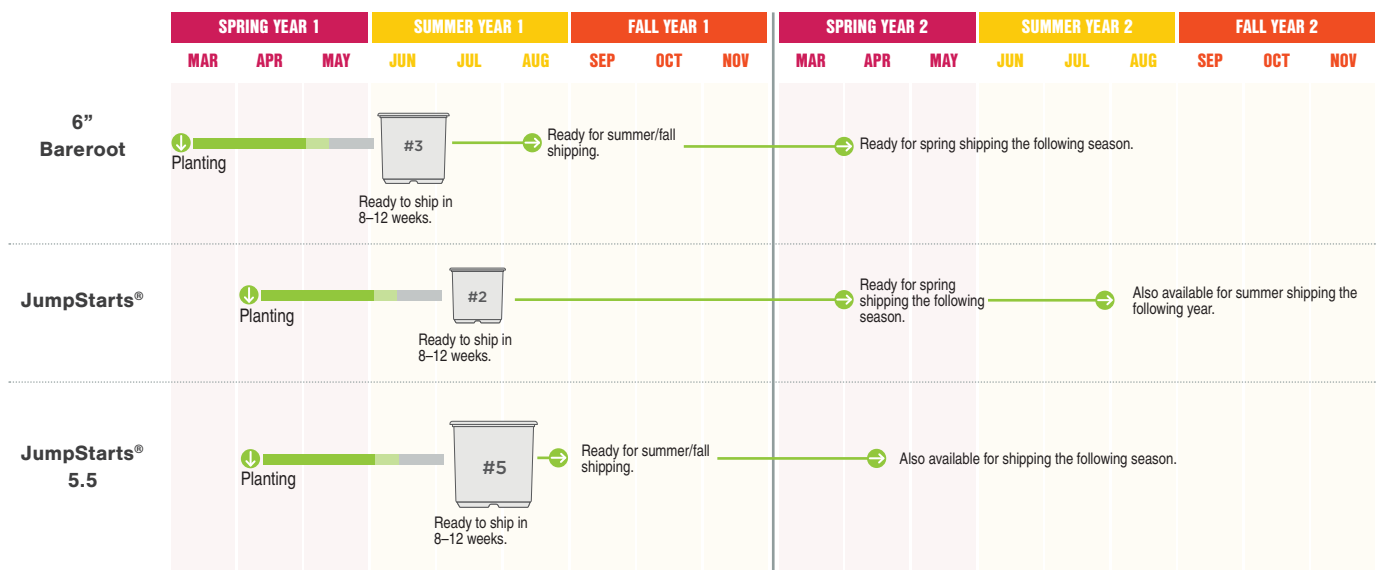 SPRING YEAR 1 SUMMER YEAR 1 FALL YEAR 1 SPRING YEAR 2 SUMMER YEAR 2 FALL YEAR 2
MAR APR MAY JUN JUL AUG SEP OCT NOV MAR APR MAY JUN JUL AUG SEP OCT NOV
6”
Bareroot
Planting
#3
Ready to ship in
8–12 weeks.
Ready for summer/fall
shipping.
Ready for spring shipping the following season.
JumpStarts®
Planting
#2
Ready to ship in
8–12 weeks.
Ready for spring
shipping the following
season.
Also available for summer shipping the
following year.
JumpStarts®
5.5
Planting
#5
Ready to ship in
8–12 weeks.
Ready for summer/fall
shipping.
Also available for shipping the following season.